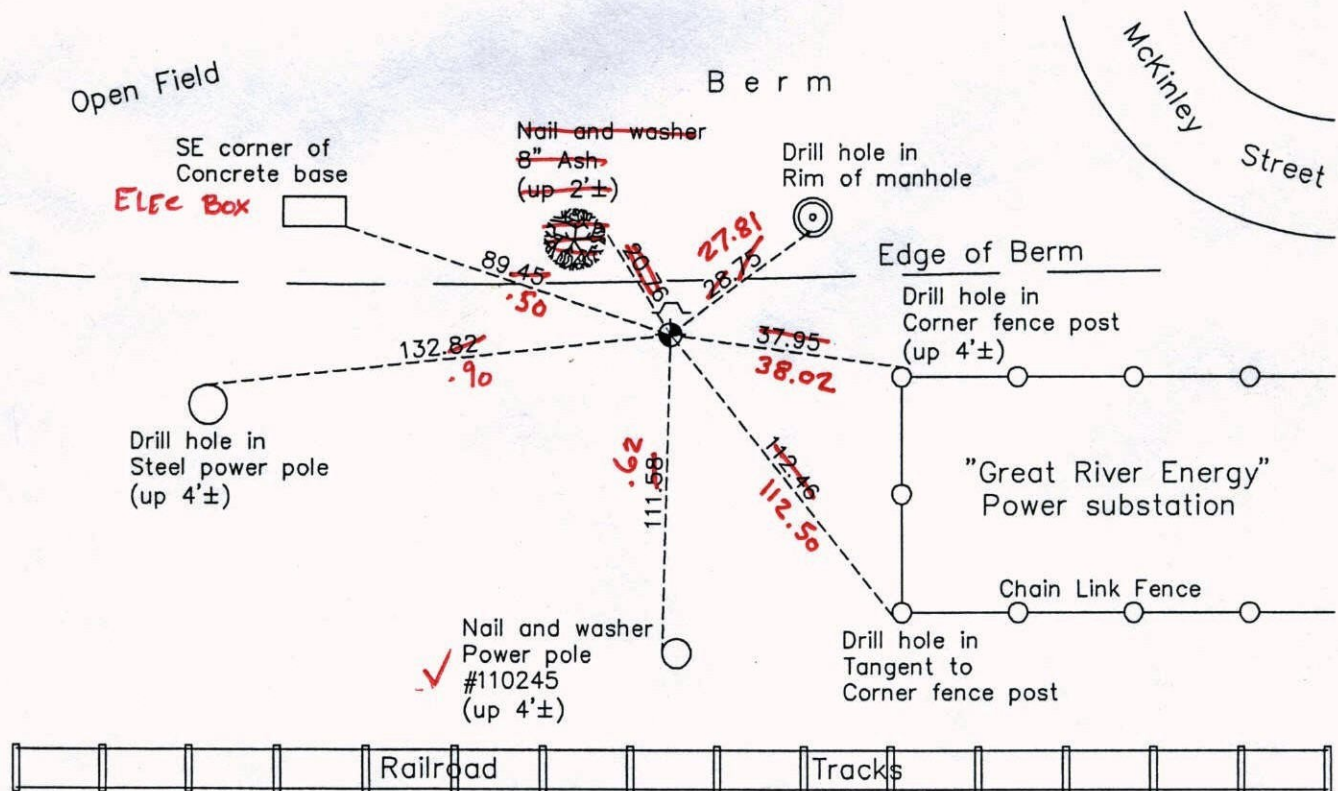 Open Field
Berm
McKinley
Street
SE corner of
Concrete base
ELEC BOX
Nail and washer
8" Ash
(up 2'±)
Drill hole in
Rim of manhole
27.81
28.75
20.76
89.45
.50
Edge of Berm
Drill hole in
Corner fence post
(up 4'±)
132.82
.90
37.95
38.02
Drill hole in
Steel power pole
(up 4'±)
.62
111.58
112.46
112.50
"Great River Energy"
Power substation
Chain Link Fence
Nail and washer
Power pole
#110245
(up 4'±)
Drill hole in
Tangent to
Corner fence post
Railroad Tracks